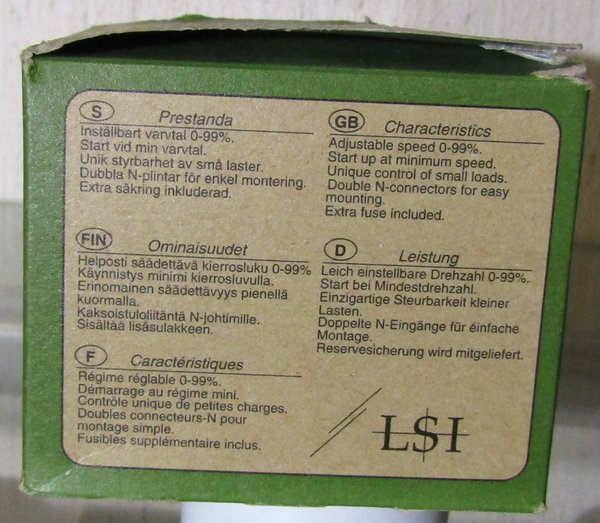 S Prestanda
Inställbart varvtal 0-99%.
Start vid min varvtal.
Unik styrbarhet av små laster.
Dubbla N-plintar för enkel montering.
Extra säkring inkluderad.
GB Characteristics
Adjustable speed 0-99%.
Start up at minimum speed.
Unique control of small loads.
Double N-connectors for easy
mounting.
Extra fuse included.
FIN Ominaisuudet
Helposti säädettävä kierrosluku 0-99%
Käynnistys minimi kierrosluvulla.
Erinomainen säädettävyys pienellä
kuormalla.
Kaksoistuloliitäntä N-johtimille.
Sisältää lisäsulakkeen.
D Leistung
Leich einstellbare Drehzahl 0-99%.
Start bei Mindestdrehzahl.
Einzigartige Steurbarkeit kleiner
Lasten.
Doppelte N-Eingänge für éinfache
Montage.
Reservesicherung wird mitgeliefert.
F Caractéristiques
Régime réglable 0-99%.
Démarrage au régime mini.
Contrôle unique de petites charges.
Doubles connecteurs-N pour
montage simple.
Fusibles supplémentaire inclus.
LSI